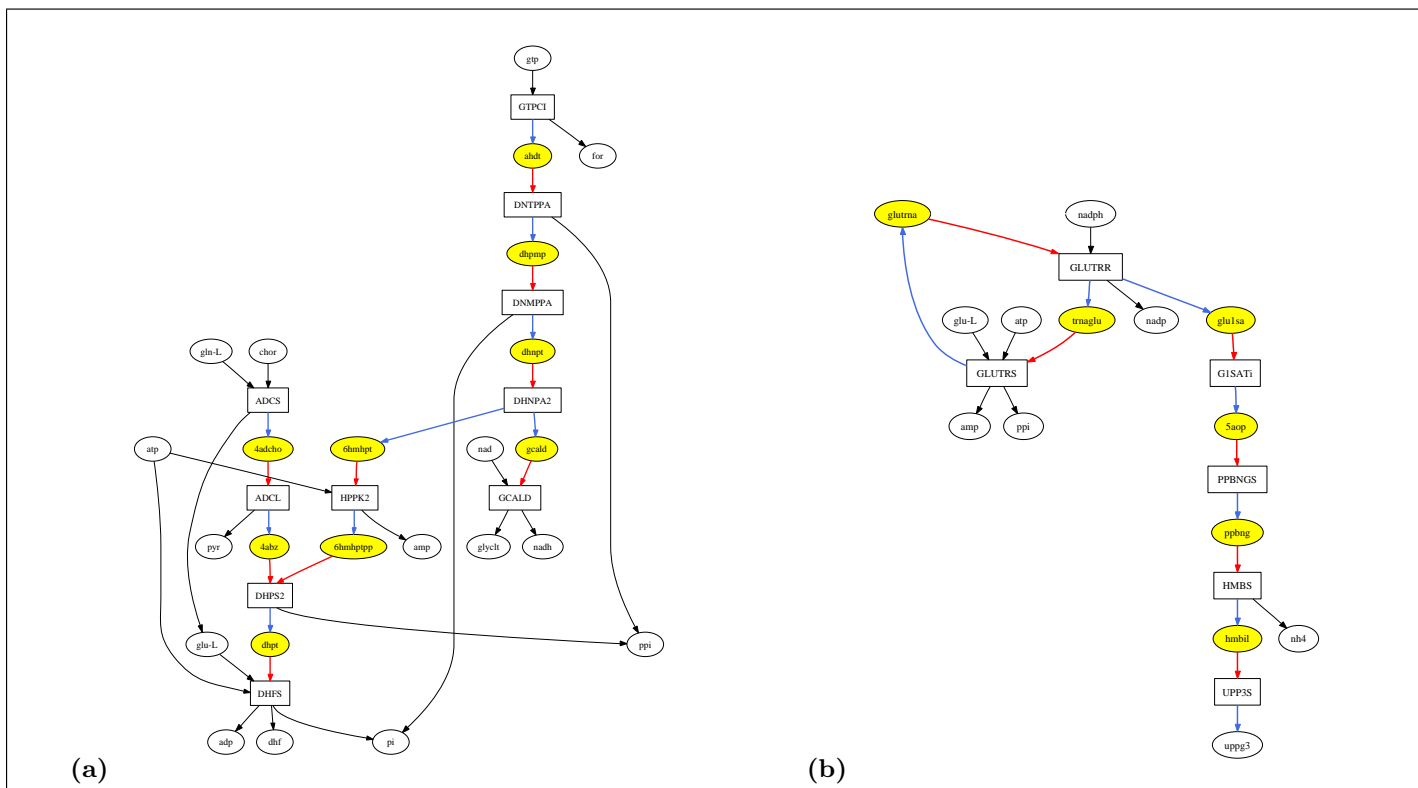 gtp
GTPCI
ahdt
for
DNTPPA
dhpmp
DNMPPA
gln-L
chor
dhnpt
ADCS
DHNPA2
atp
4adcho
6hmhpt
nad
gcald
ADCL
HPPK2
GCALD
pyr
4abz
6hmhptpp
amp
glyclt
nadh
DHPS2
glu-L
dhpt
ppi
DHFS
adp
dhf
pi
(a)
glutrna
nadph
GLUTRR
glu-L
atp
trnaglu
nadp
glu1sa
GLUTRS
G1SATi
amp
ppi
5aop
PPBNGS
ppbng
HMBS
hmbil
nh4
UPP3S
uppg3
(b)